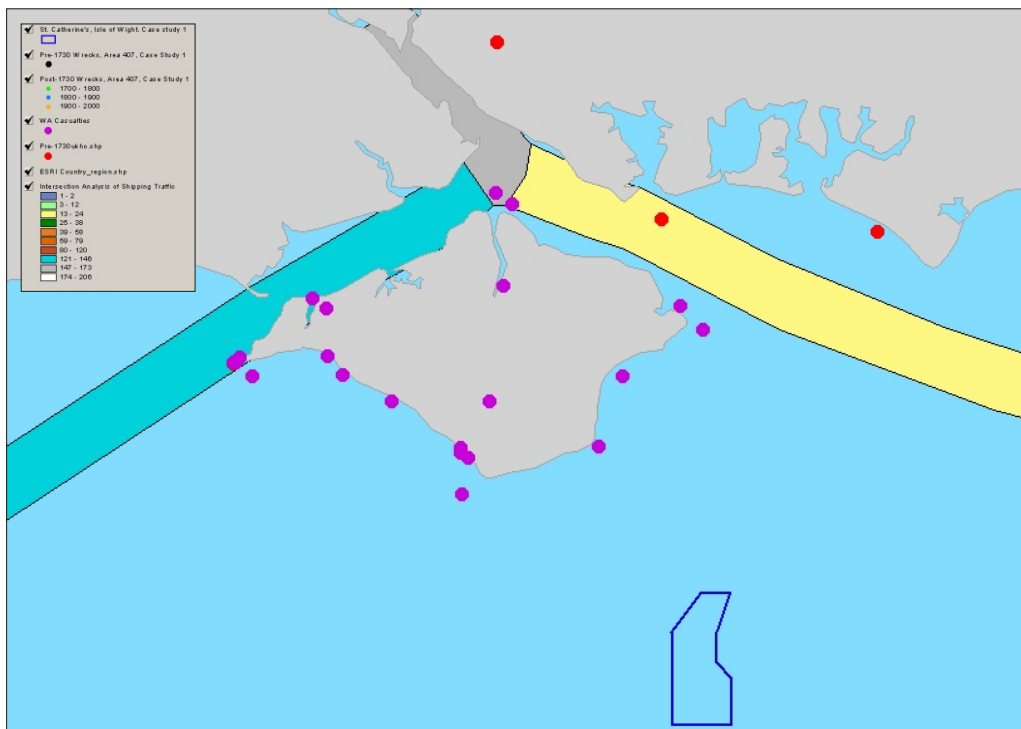 St. Catherine's, Isle of Wight. Case study 1
Pre-1730 Wrecks, Area 407, Case Study 1
Post-1730 Wrecks, Area 407, Case Study 1
1700 - 1800
1800 - 1900
1900 - 2000
WA Casualties
Pre-1730ukho.shp
ESRI Country_region.shp
Intersection Analysis of Shipping Traffic
1 - 2
3 - 12
13 - 24
25 - 38
39 - 58
59 - 79
80 - 120
121 - 146
147 - 173
174 - 206